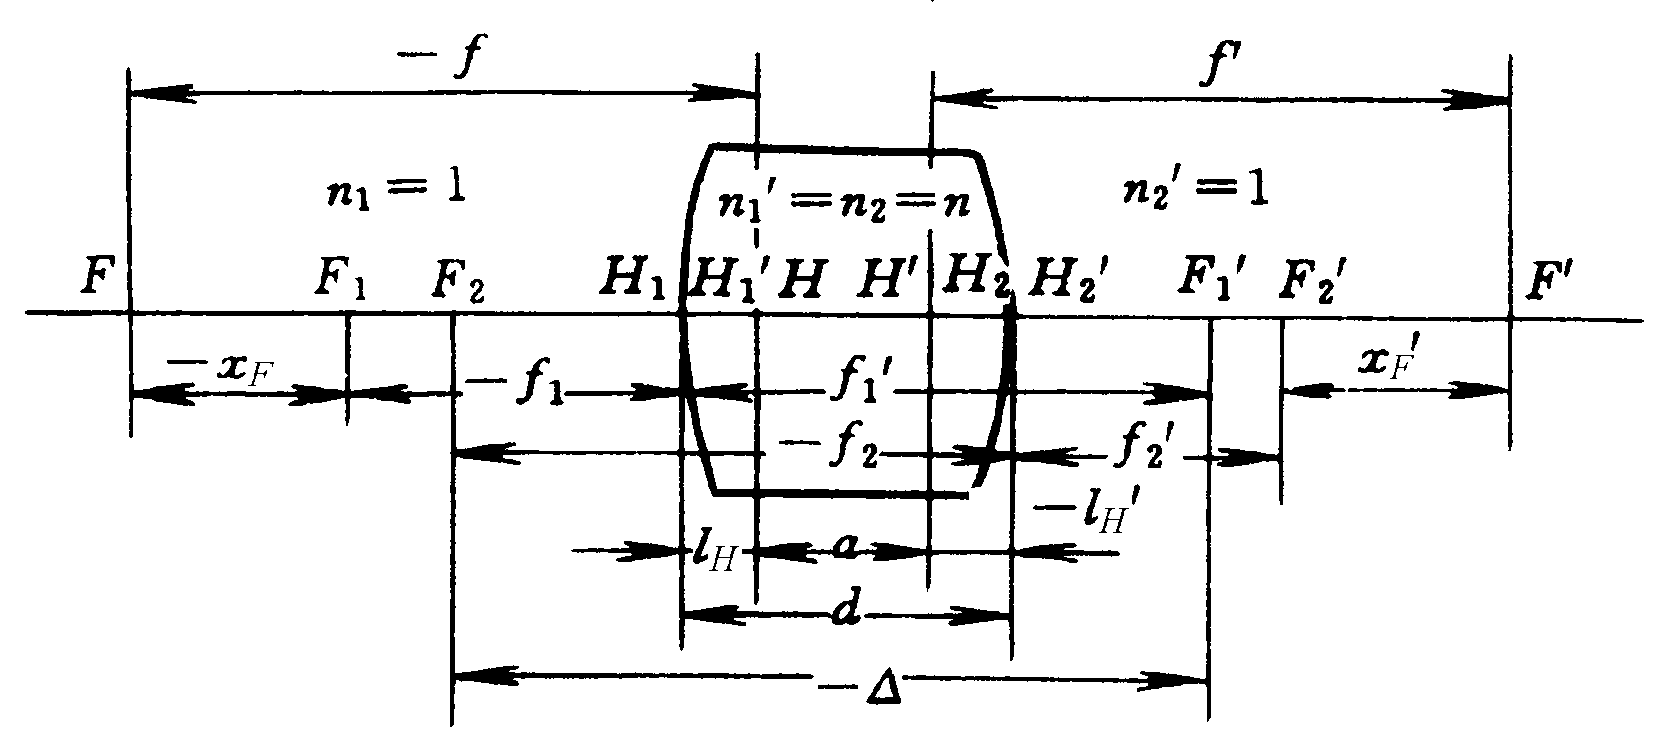 − f f′
n₁ = 1 n₁′ = n₂ = n n₂′ = 1
F F₁ F₂ H₁ H₁′ H H′ H₂ H₂′ F₁′ F₂′ F′
− x_F − f₁ f₁′ x_F′
− f₂ f₂′
l_H a − l_H′
d
− Δ